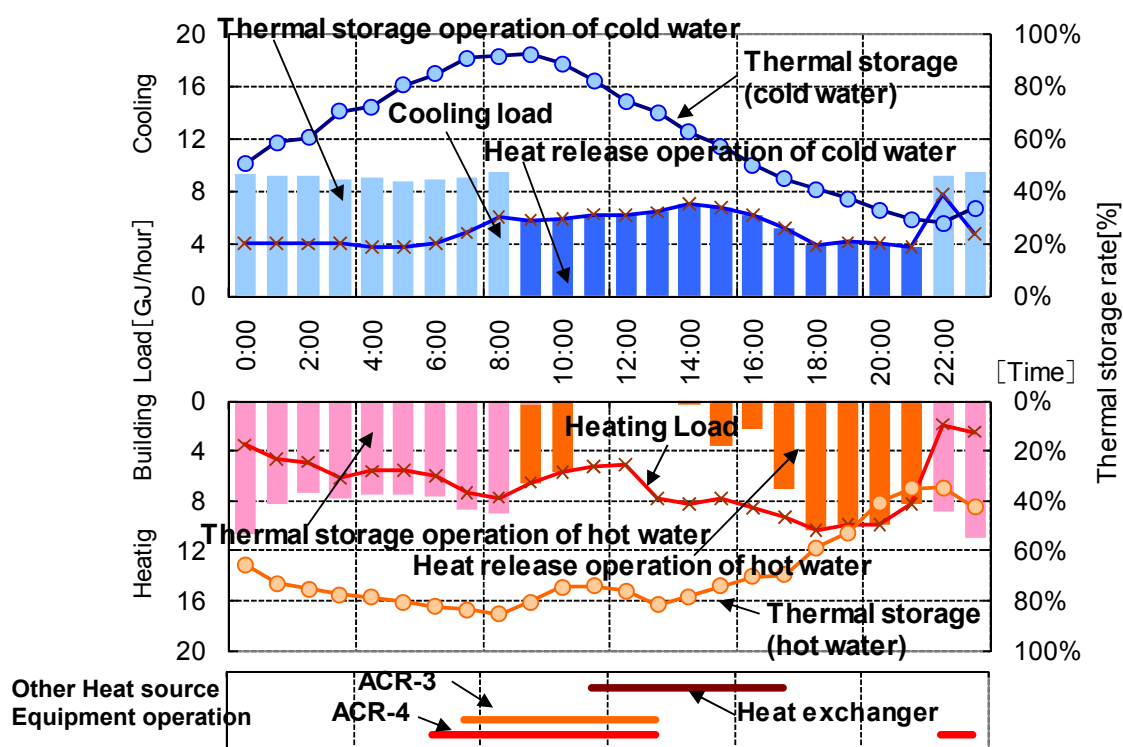 Thermal storage operation of cold water
Thermal storage
(cold water)
Cooling load
Heat release operation of cold water
20
16
12
8
4
0
100%
80%
60%
40%
20%
0%
Cooling
Building Load[GJ/hour]
Heatig
Thermal storage rate[%]
0:00
2:00
4:00
6:00
8:00
10:00
12:00
14:00
16:00
18:00
20:00
22:00
[Time]
0
4
8
12
16
20
0%
20%
40%
60%
80%
100%
Heating Load
Thermal storage operation of hot water
Heat release operation of hot water
Thermal storage
(hot water)
Other Heat source
Equipment operation
ACR-3
ACR-4
Heat exchanger